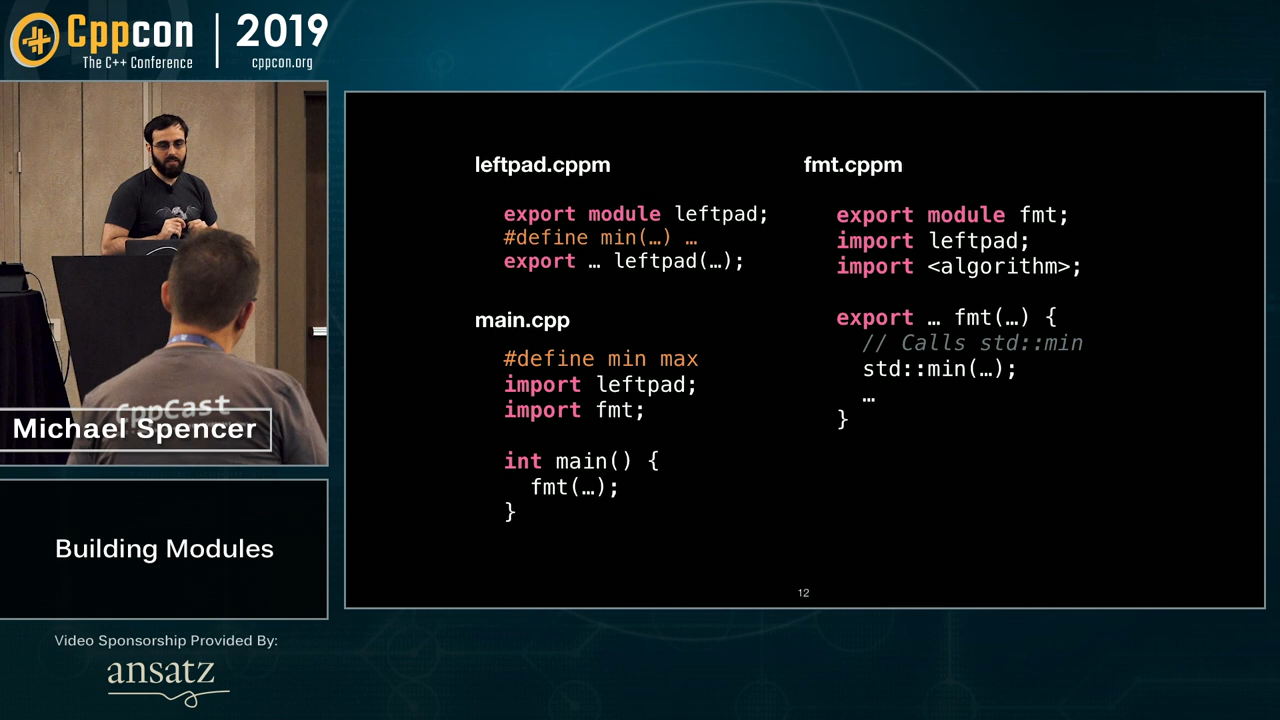 Cppcon
The C++ Conference
2019
cppcon.org
CppCast
Michael Spencer
Building Modules
Video Sponsorship Provided By:
ansatz
leftpad.cppm
export module leftpad;
#define min(…) …
export … leftpad(…);
main.cpp
#define min max
import leftpad;
import fmt;
int main() {
fmt(…);
}
fmt.cppm
export module fmt;
import leftpad;
import <algorithm>;
export … fmt(…) {
// Calls std::min
std::min(…);
…
}
12